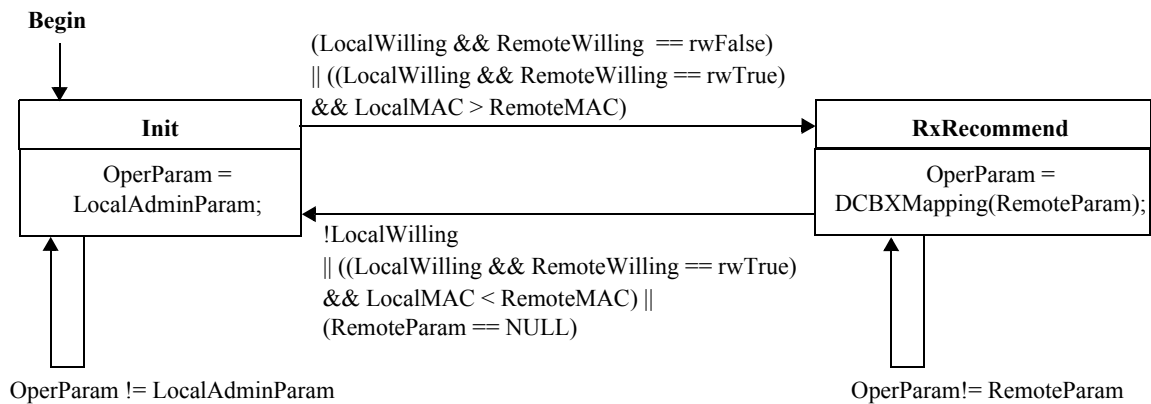 Begin
(LocalWilling && RemoteWilling == rwFalse)
|| ((LocalWilling && RemoteWilling == rwTrue)
&& LocalMAC > RemoteMAC)
Init
RxRecommend
OperParam =
LocalAdminParam;
OperParam =
DCBXMapping(RemoteParam);
!LocalWilling
|| ((LocalWilling && RemoteWilling == rwTrue)
&& LocalMAC < RemoteMAC) ||
(RemoteParam == NULL)
OperParam != LocalAdminParam
OperParam!= RemoteParam